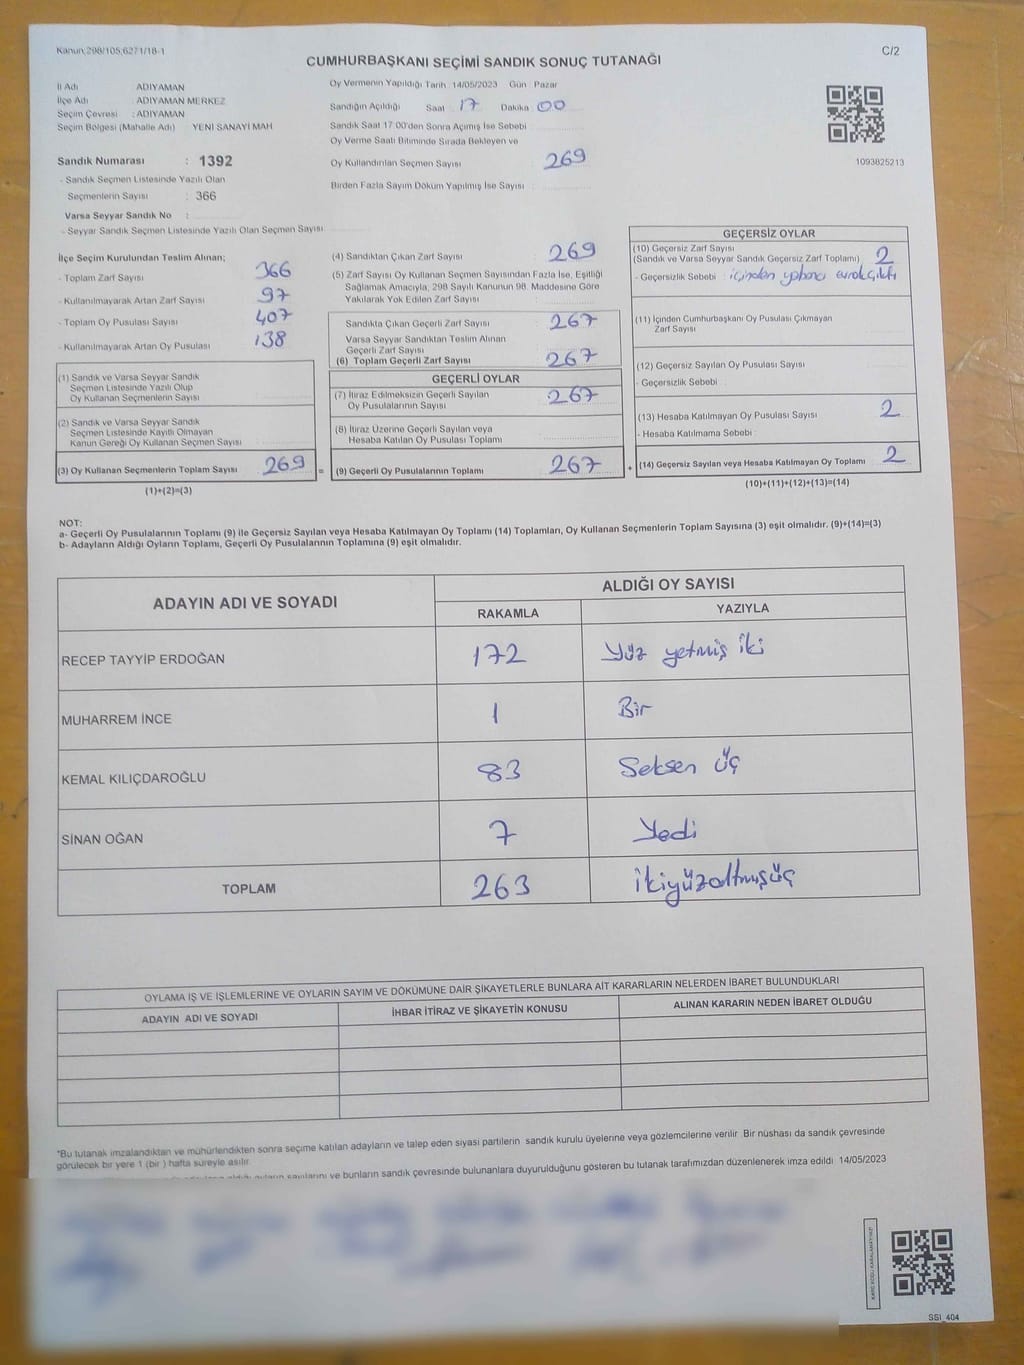 Kanun;298/105;6271/18-1
C/2
CUMHURBAŞKANI SEÇİMİ SANDIK SONUÇ TUTANAĞI
İl Adı ADIYAMAN
İlçe Adı : ADIYAMAN MERKEZ
Seçim Çevresi : ADIYAMAN
Seçim Bölgesi (Mahalle Adı) YENİ SANAYİ MAH
Sandık Numarası : 1392
- Sandık Seçmen Listesinde Yazılı Olan
Seçmenlerin Sayısı : 366
Varsa Seyyar Sandık No :
- Seyyar Sandık Seçmen Listesinde Yazılı Olan Seçmen Sayısı
Oy Vermenin Yapıldığı Tarih 14/05/2023 Gün : Pazar
Sandığın Açıldığı Saat 17 Dakika 00
Sandık Saat 17:00'den Sonra Açımış İse Sebebi
Oy Verme Saati Bitiminde Sırada Bekleyen ve
Oy Kullandırılan Seçmen Sayısı 269
Birden Fazla Sayım Döküm Yapılmış İse Sayısı
1093825213
İlçe Seçim Kurulundan Teslim Alınan;
- Toplam Zarf Sayısı : 366
- Kullanılmayarak Artan Zarf Sayısı : 97
- Toplam Oy Pusulası Sayısı : 407
- Kullanılmayarak Artan Oy Pusulası : 138
(1) Sandık ve Varsa Seyyar Sandık
Seçmen Listesinde Yazılı Olup
Oy Kullanan Seçmenlerin Sayısı
(2) Sandık ve Varsa Seyyar Sandık
Seçmen Listesinde Kayıtlı Olmayan
Kanun Gereği Oy Kullanan Seçmen Sayısı
(3) Oy Kullanan Seçmenlerin Toplam Sayısı 269
(1)+(2)=(3)
=
(4) Sandıktan Çıkan Zarf Sayısı : 269
(5) Zarf Sayısı Oy Kullanan Seçmen Sayısından Fazla İse, Eşitliği
Sağlamak Amacıyla, 298 Sayılı Kanunun 98. Maddesine Göre
Yakılarak Yok Edilen Zarf Sayısı
Sandıkta Çıkan Geçerli Zarf Sayısı : 267
Varsa Seyyar Sandıktan Teslim Alınan
Geçerli Zarf Sayısı
(6) Toplam Geçerli Zarf Sayısı : 267
GEÇERLİ OYLAR
(7) İtiraz Edilmeksizin Geçerli Sayılan
Oy Pusulalarının Sayısı : 267
(8) İtiraz Üzerine Geçerli Sayılan veya
Hesaba Katılan Oy Pusulası Toplamı
(9) Geçerli Oy Pusulalarının Toplamı : 267
GEÇERSİZ OYLAR
(10) Geçersiz Zarf Sayısı
(Sandık ve Varsa Seyyar Sandık Geçersiz Zarf Toplamı) 2
- Geçersizlik Sebebi : içinden yabancı evrak çıktı
(11) İçinden Cumhurbaşkanı Oy Pusulası Çıkmayan
Zarf Sayısı
(12) Geçersiz Sayılan Oy Pusulası Sayısı
- Geçersizlik Sebebi
(13) Hesaba Katılmayan Oy Pusulası Sayısı 2
- Hesaba Katılmama Sebebi :
(14) Geçersiz Sayılan veya Hesaba Katılmayan Oy Toplamı 2
(10)+(11)+(12)+(13)=(14)
NOT:
a- Geçerli Oy Pusulalarının Toplamı (9) ile Geçersiz Sayılan veya Hesaba Katılmayan Oy Toplamı (14) Toplamları, Oy Kullanan Seçmenlerin Toplam Sayısına (3) eşit olmalıdır. (9)+(14)=(3)
b- Adayların Aldığı Oyların Toplamı, Geçerli Oy Pusulalarının Toplamına (9) eşit olmalıdır.
ADAYIN ADI VE SOYADI
ALDIĞI OY SAYISI
RAKAMLA YAZIYLA
RECEP TAYYİP ERDOĞAN 172 Yüz yetmiş iki
MUHARREM İNCE 1 Bir
KEMAL KILIÇDAROĞLU 83 Seksen üç
SİNAN OĞAN 7 Yedi
TOPLAM 263 ikiyüzaltmışüç
OYLAMA İŞ VE İŞLEMLERİNE VE OYLARIN SAYIM VE DÖKÜMÜNE DAİR ŞİKAYETLERLE BUNLARA AİT KARARLARIN NELERDEN İBARET BULUNDUKLARI
ADAYIN ADI VE SOYADI İHBAR İTİRAZ VE ŞİKAYETİN KONUSU ALINAN KARARIN NEDEN İBARET OLDUĞU
*Bu tutanak imzalandıktan ve mühürlendikten sonra seçime katılan adayların ve talep eden siyasi partilerin sandık kurulu üyelerine veya gözlemcilerine verilir. Bir nüshası da sandık çevresinde
görülecek bir yere 1 (bir ) hafta süreyle asılır.
aldığı oyların sayılarını ve bunların sandık çevresinde bulunanlara duyurulduğunu gösteren bu tutanak tarafımızdan düzenlenerek imza edildi 14/05/2023
KARE KODU KARALAMAYINIZ!
SSI_404